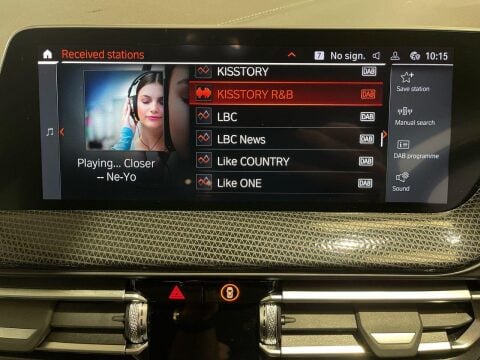 Received stations
7 No sign. 10:15
KISSTORY DAB
KISSTORY R&B DAB
LBC DAB
LBC News DAB
Like COUNTRY DAB
Like ONE DAB
Playing... Closer
-- Ne-Yo
Save station
Manual search
DAB programme
Sound